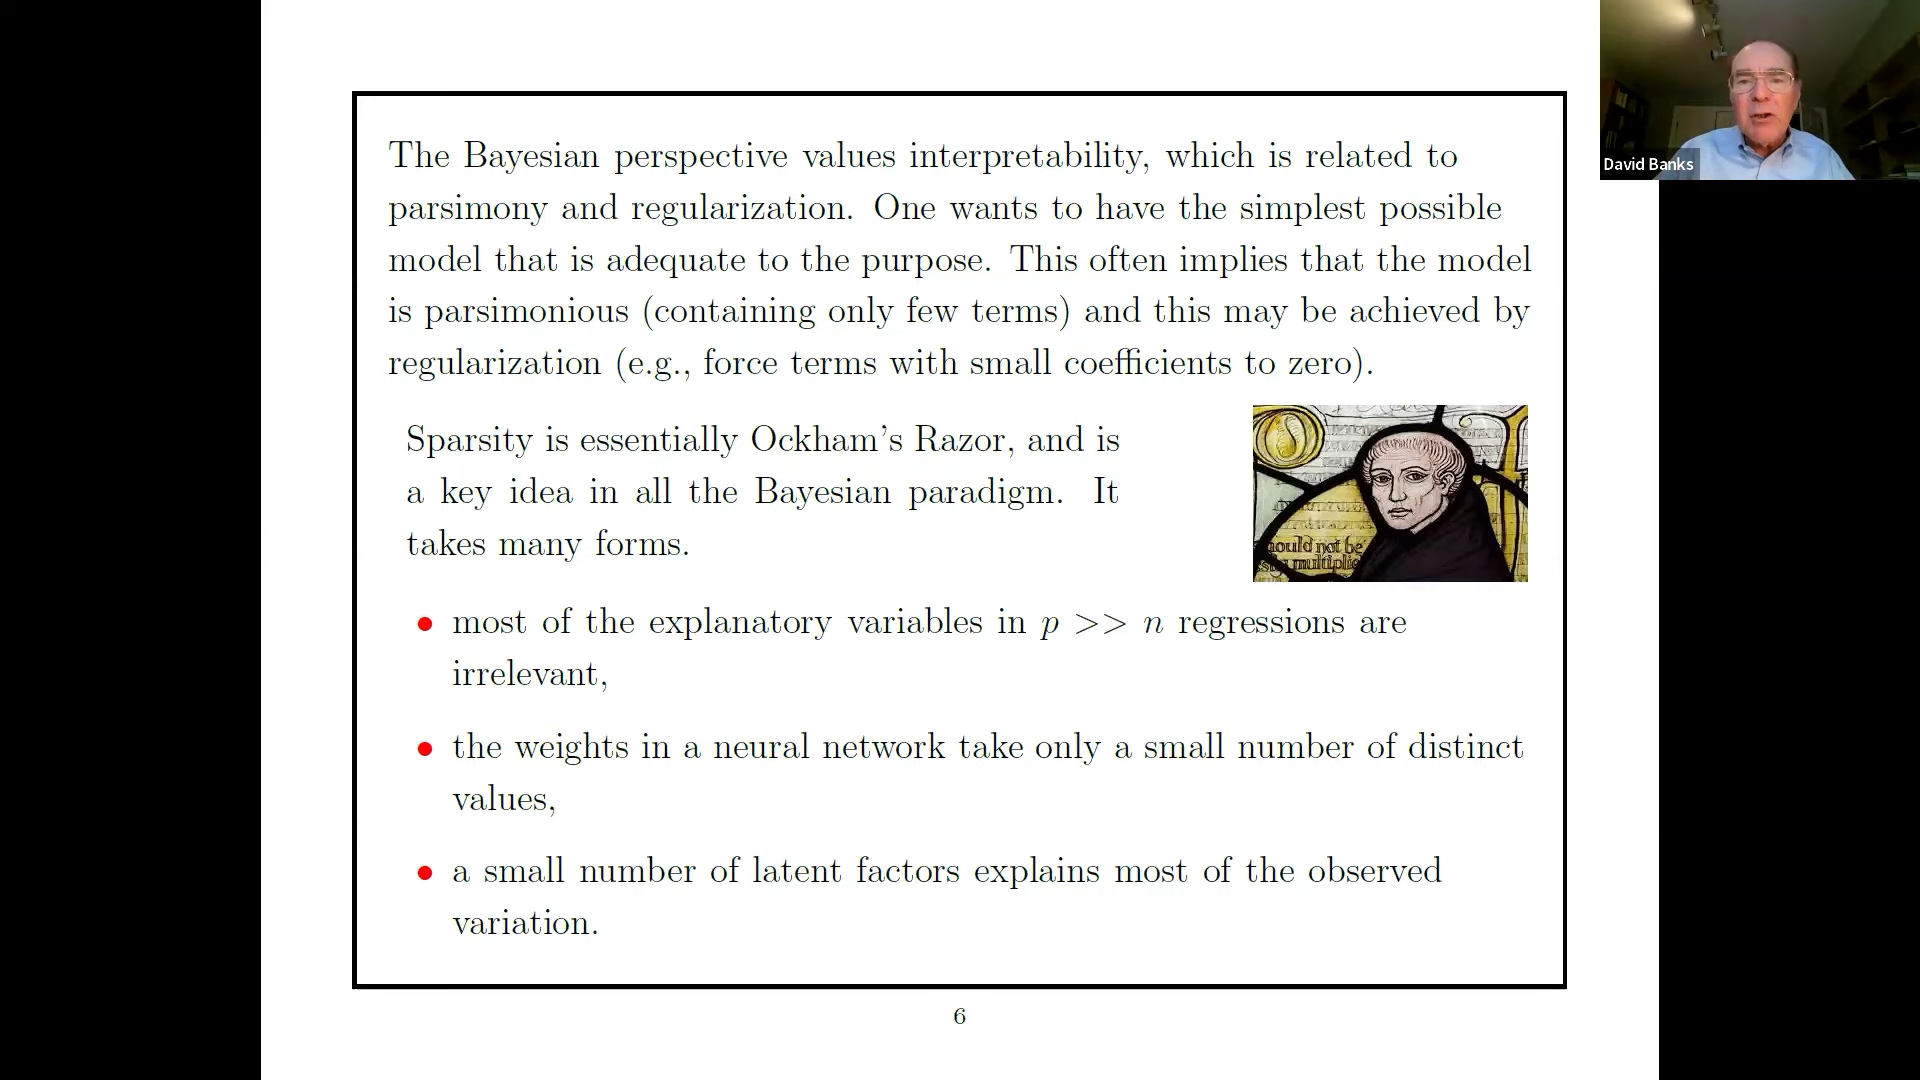 The Bayesian perspective values interpretability, which is related to
parsimony and regularization. One wants to have the simplest possible
model that is adequate to the purpose. This often implies that the model
is parsimonious (containing only few terms) and this may be achieved by
regularization (e.g., force terms with small coefficients to zero).
Sparsity is essentially Ockham's Razor, and is
a key idea in all the Bayesian paradigm. It
takes many forms.
hould not be
multiplie
• most of the explanatory variables in p >> n regressions are
irrelevant,
• the weights in a neural network take only a small number of distinct
values,
• a small number of latent factors explains most of the observed
variation.
6
David Banks